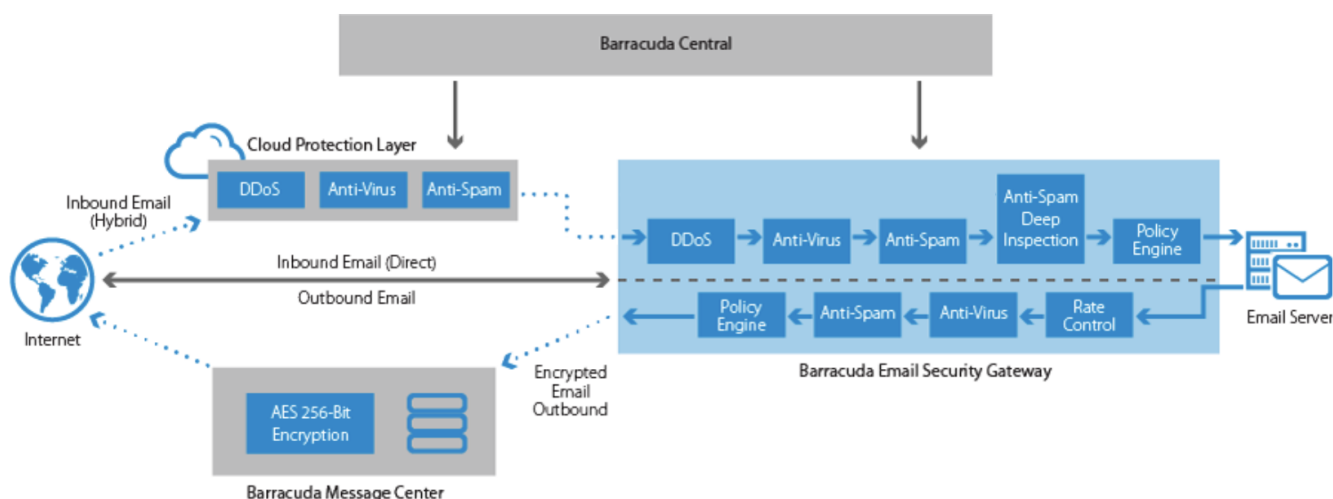 Barracuda Central
Cloud Protection Layer
DDoS
Anti-Virus
Anti-Spam
Inbound Email
(Hybrid)
Internet
Inbound Email (Direct)
Outbound Email
DDoS
Anti-Virus
Anti-Spam
Anti-Spam
Deep
Inspection
Policy
Engine
Policy
Engine
Anti-Spam
Anti-Virus
Rate
Control
Email Server
Barracuda Email Security Gateway
Encrypted
Email
Outbound
AES 256-Bit
Encryption
Barracuda Message Center